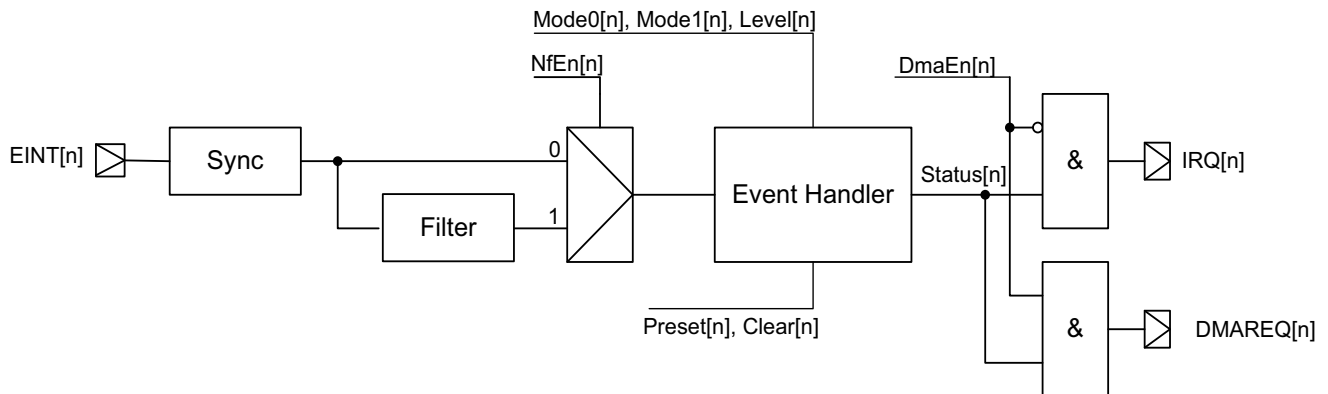 Mode0[n], Mode1[n], Level[n]
NfEn[n]
DmaEn[n]
EINT[n]
Sync
0
&
IRQ[n]
Filter
1
Event Handler
Status[n]
Preset[n], Clear[n]
&
DMAREQ[n]